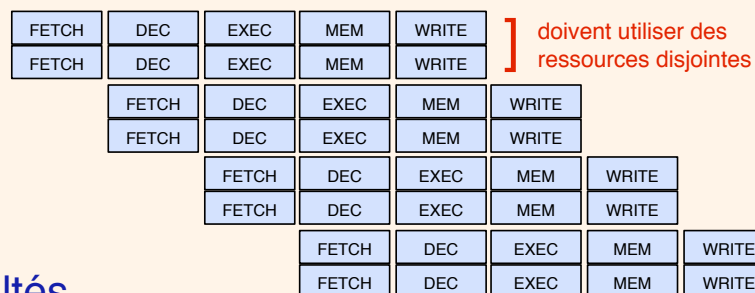 FETCH DEC EXEC MEM WRITE doivent utiliser des
FETCH DEC EXEC MEM WRITE ressources disjointes
FETCH DEC EXEC MEM WRITE
FETCH DEC EXEC MEM WRITE
FETCH DEC EXEC MEM WRITE
FETCH DEC EXEC MEM WRITE
FETCH DEC EXEC MEM WRITE
FETCH DEC EXEC MEM WRITE
ltés